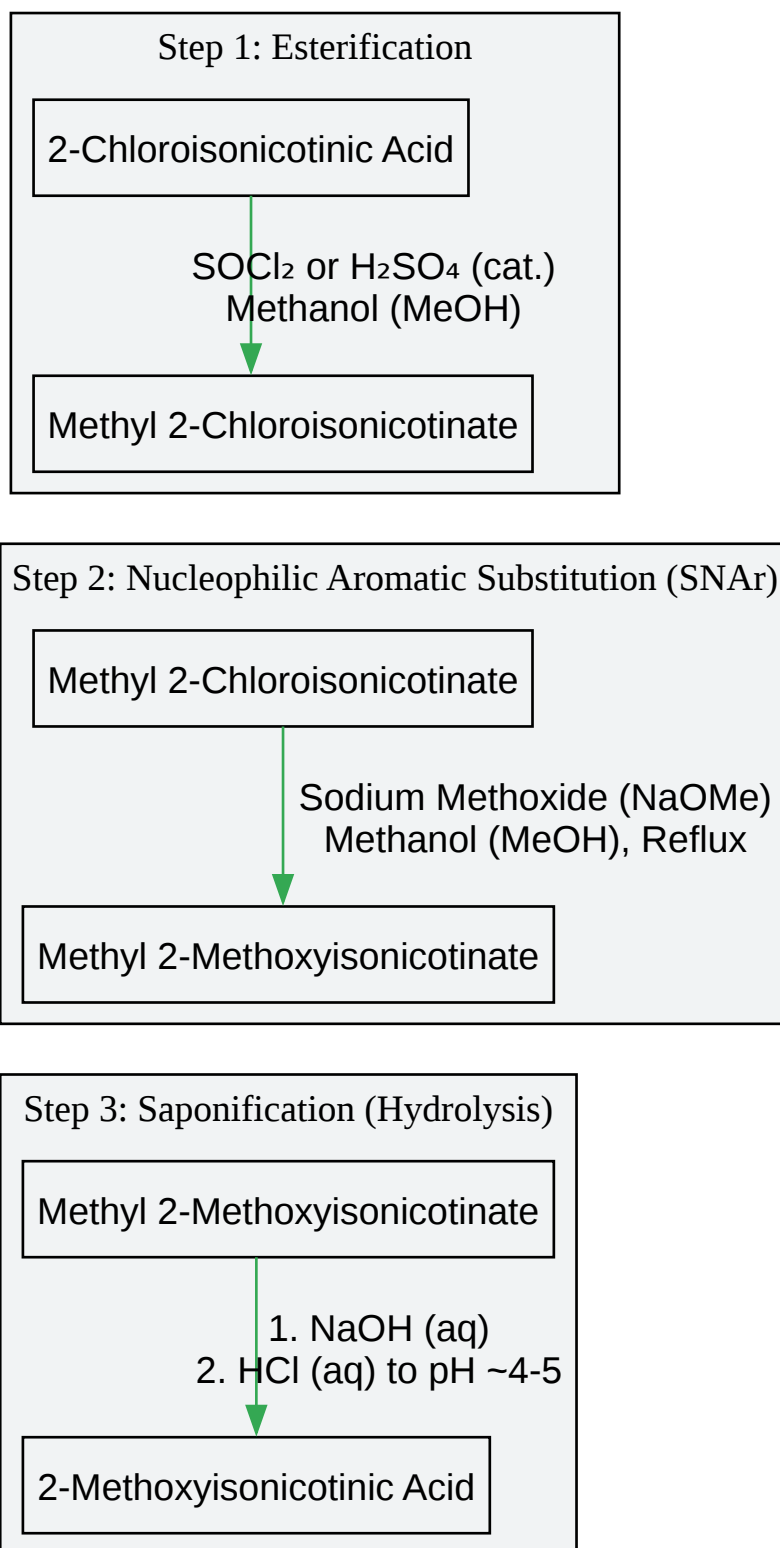 Step 1: Esterification
2-Chloroisonicotinic Acid
SOCl₂ or H₂SO₄ (cat.)
Methanol (MeOH)
Methyl 2-Chloroisonicotinate
Step 2: Nucleophilic Aromatic Substitution (SNAr)
Methyl 2-Chloroisonicotinate
Sodium Methoxide (NaOMe)
Methanol (MeOH), Reflux
Methyl 2-Methoxyisonicotinate
Step 3: Saponification (Hydrolysis)
Methyl 2-Methoxyisonicotinate
1. NaOH (aq)
2. HCl (aq) to pH ~4-5
2-Methoxyisonicotinic Acid